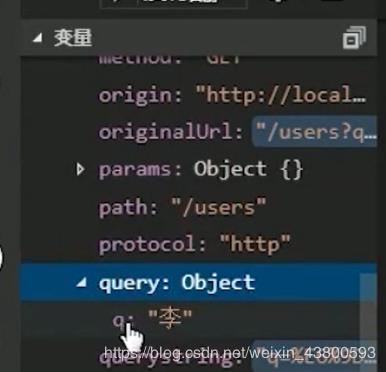 变量
method: "GET"
origin: "http://local…
originalUrl: "/users?q…
params: Object {}
path: "/users"
protocol: "http"
query: Object
q: "李"
querystring: "q=%E6%9D…
https://blog.csdn.net/weixin_43800593